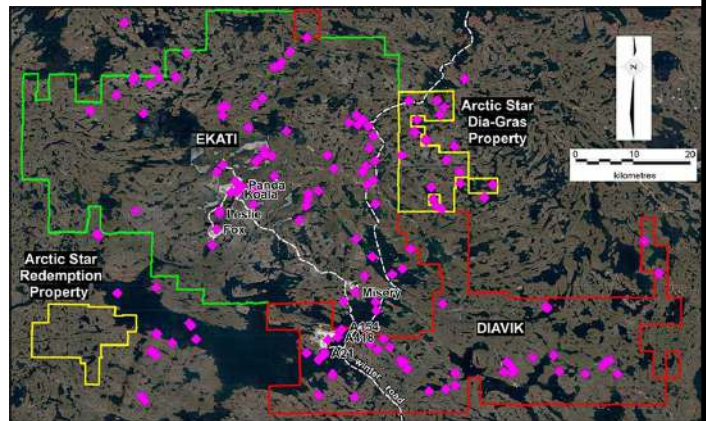 N
EKATI
Arctic Star
Dia-Gras
Property
0
10
20
kilometres
Panda
Koala
Leslie
Fox
Arctic Star
Redemption
Property
Misery
A154
A418
A21
DIAVIK
winter road